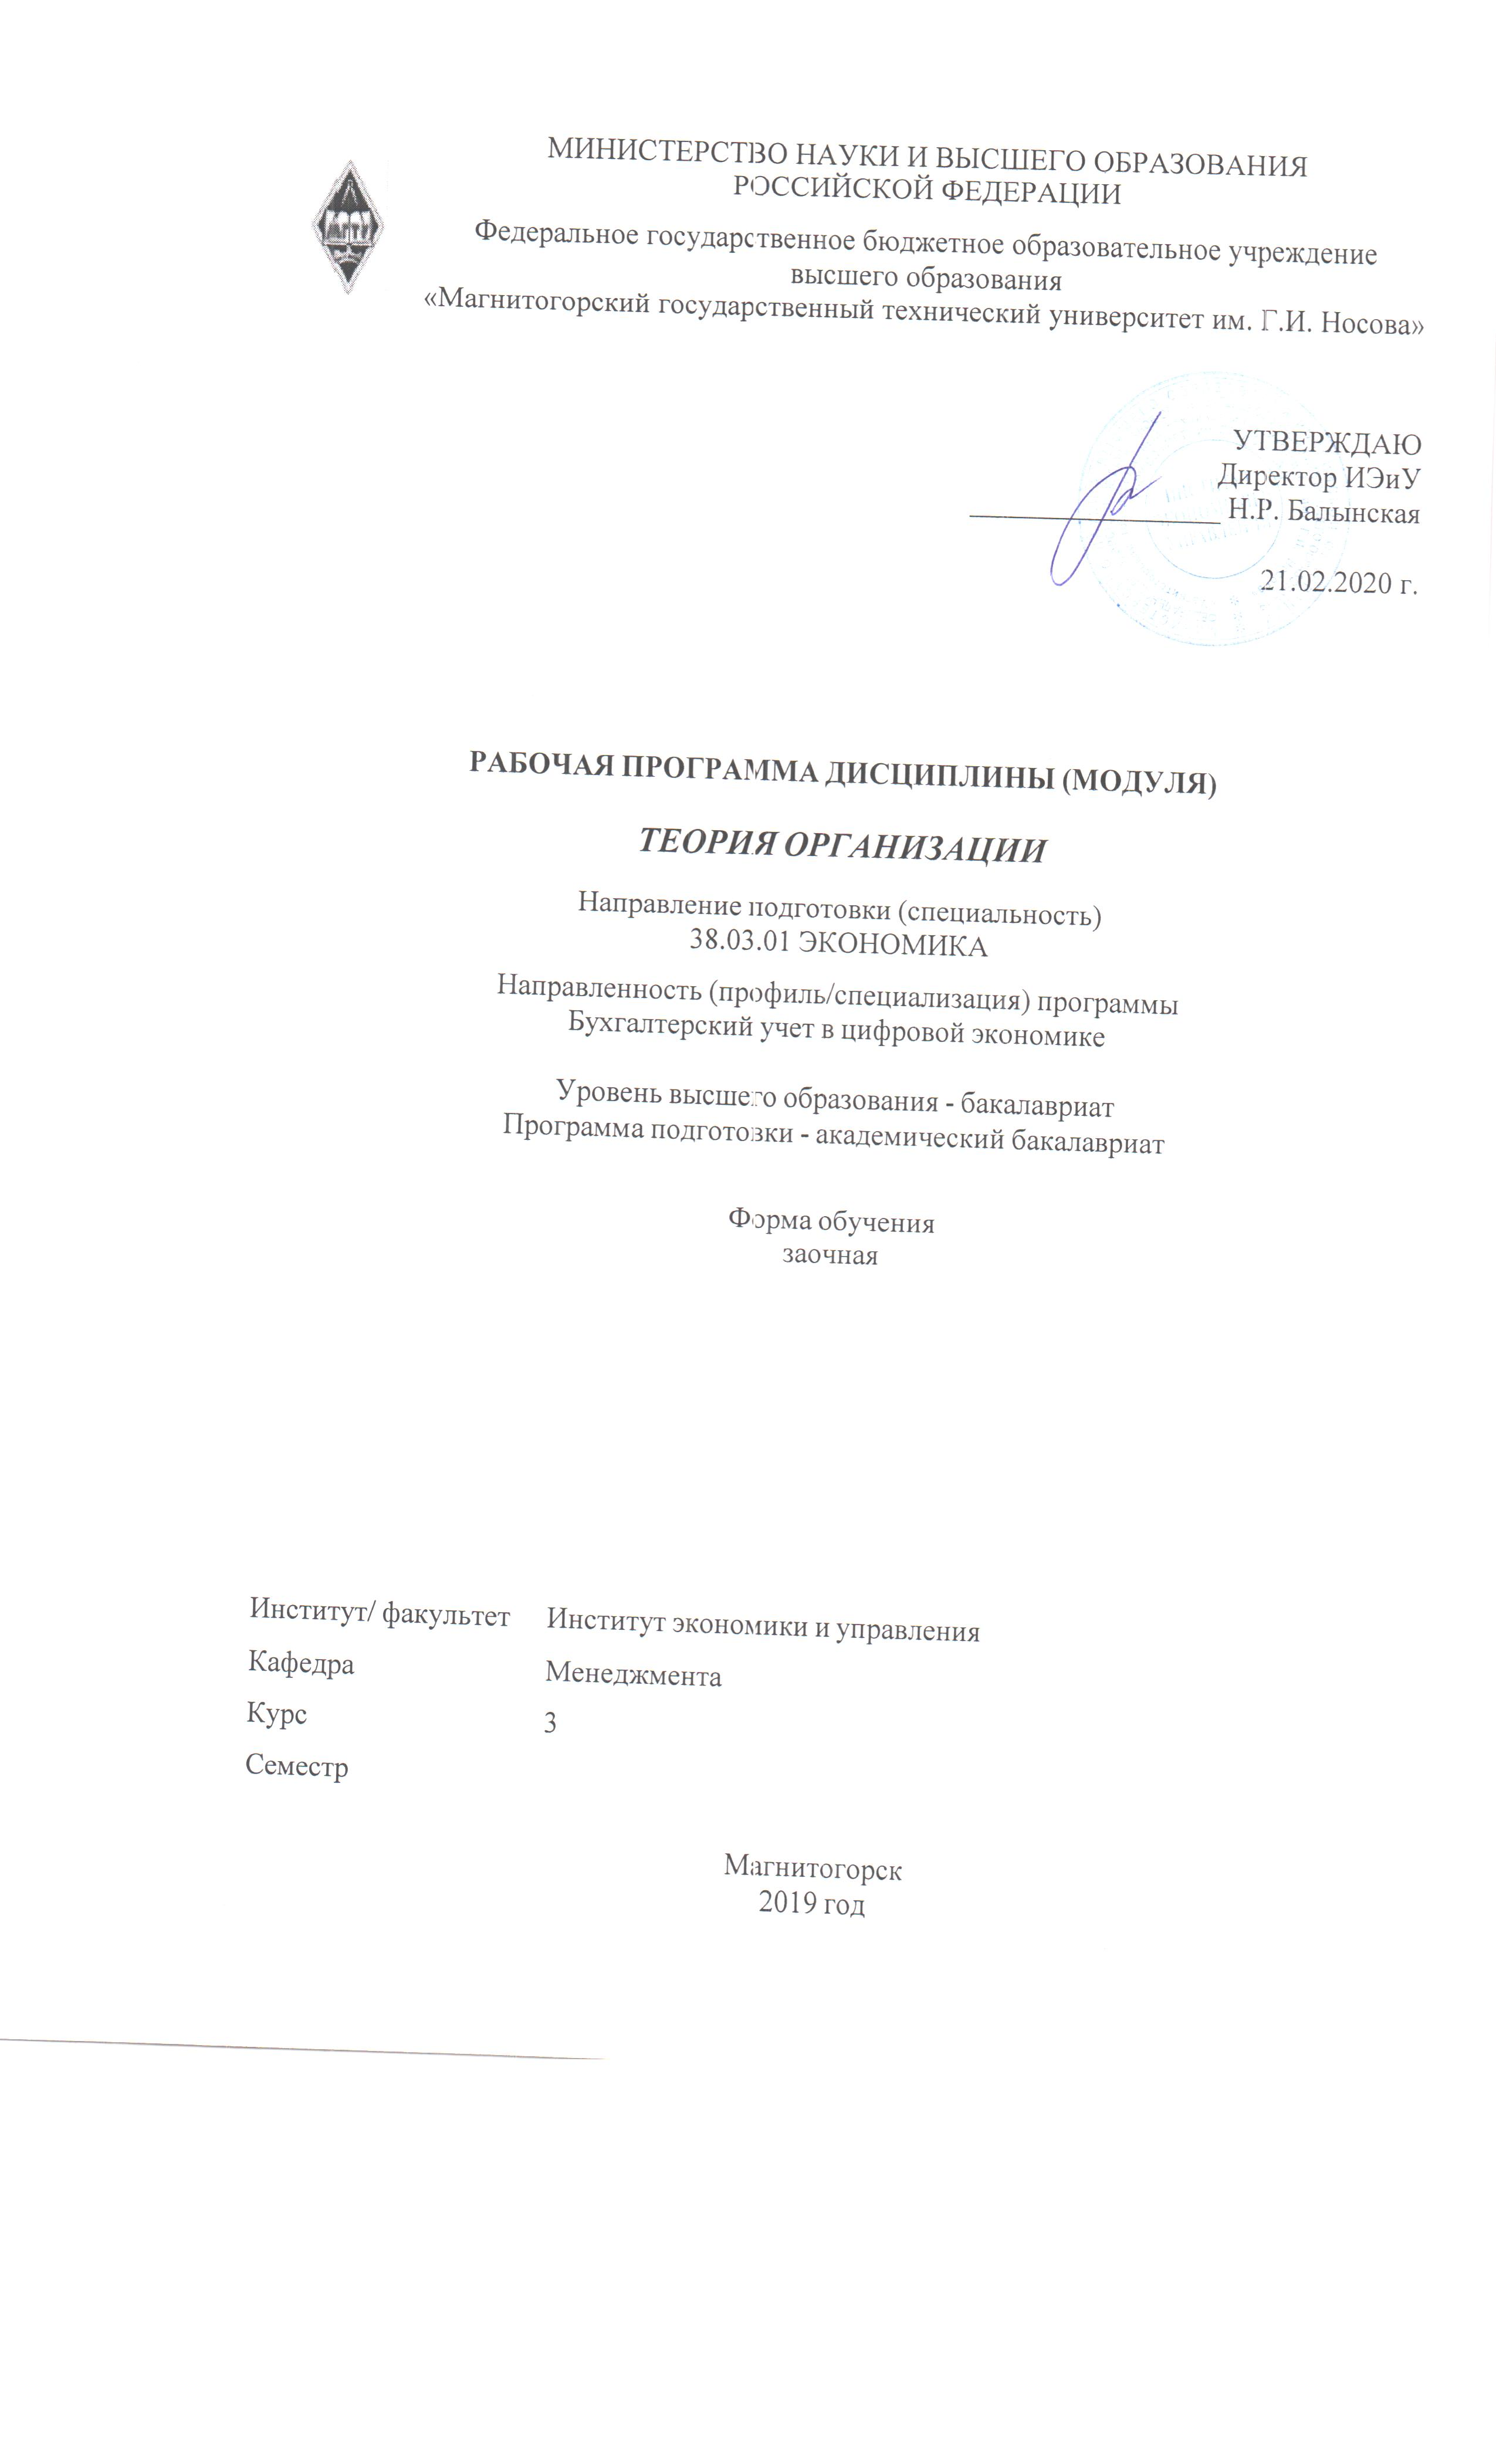 МИНИСТЕРСТВО НАУКИ И ВЫСШЕГО ОБРАЗОВАНИЯ
РОССИЙСКОЙ ФЕДЕРАЦИИ
Федеральное государственное бюджетное образовательное учреждение
высшего образования
«Магнитогорский государственный технический университет им. Г.И. Носова»
МГТУ
УТВЕРЖДАЮ
Директор ИЭиУ
Н.Р. Балынская
21.02.2020 г.
РАБОЧАЯ ПРОГРАММА ДИСЦИПЛИНЫ (МОДУЛЯ)
ТЕОРИЯ ОРГАНИЗАЦИИ
Направление подготовки (специальность)
38.03.01 ЭКОНОМИКА
Направленность (профиль/специализация) программы
Бухгалтерский учет в цифровой экономике
Уровень высшего образования - бакалавриат
Программа подготовки - академический бакалавриат
Форма обучения
заочная
Институт/ факультет Институт экономики и управления
Кафедра Менеджмента
Курс 3
Семестр
Магнитогорск
2019 год